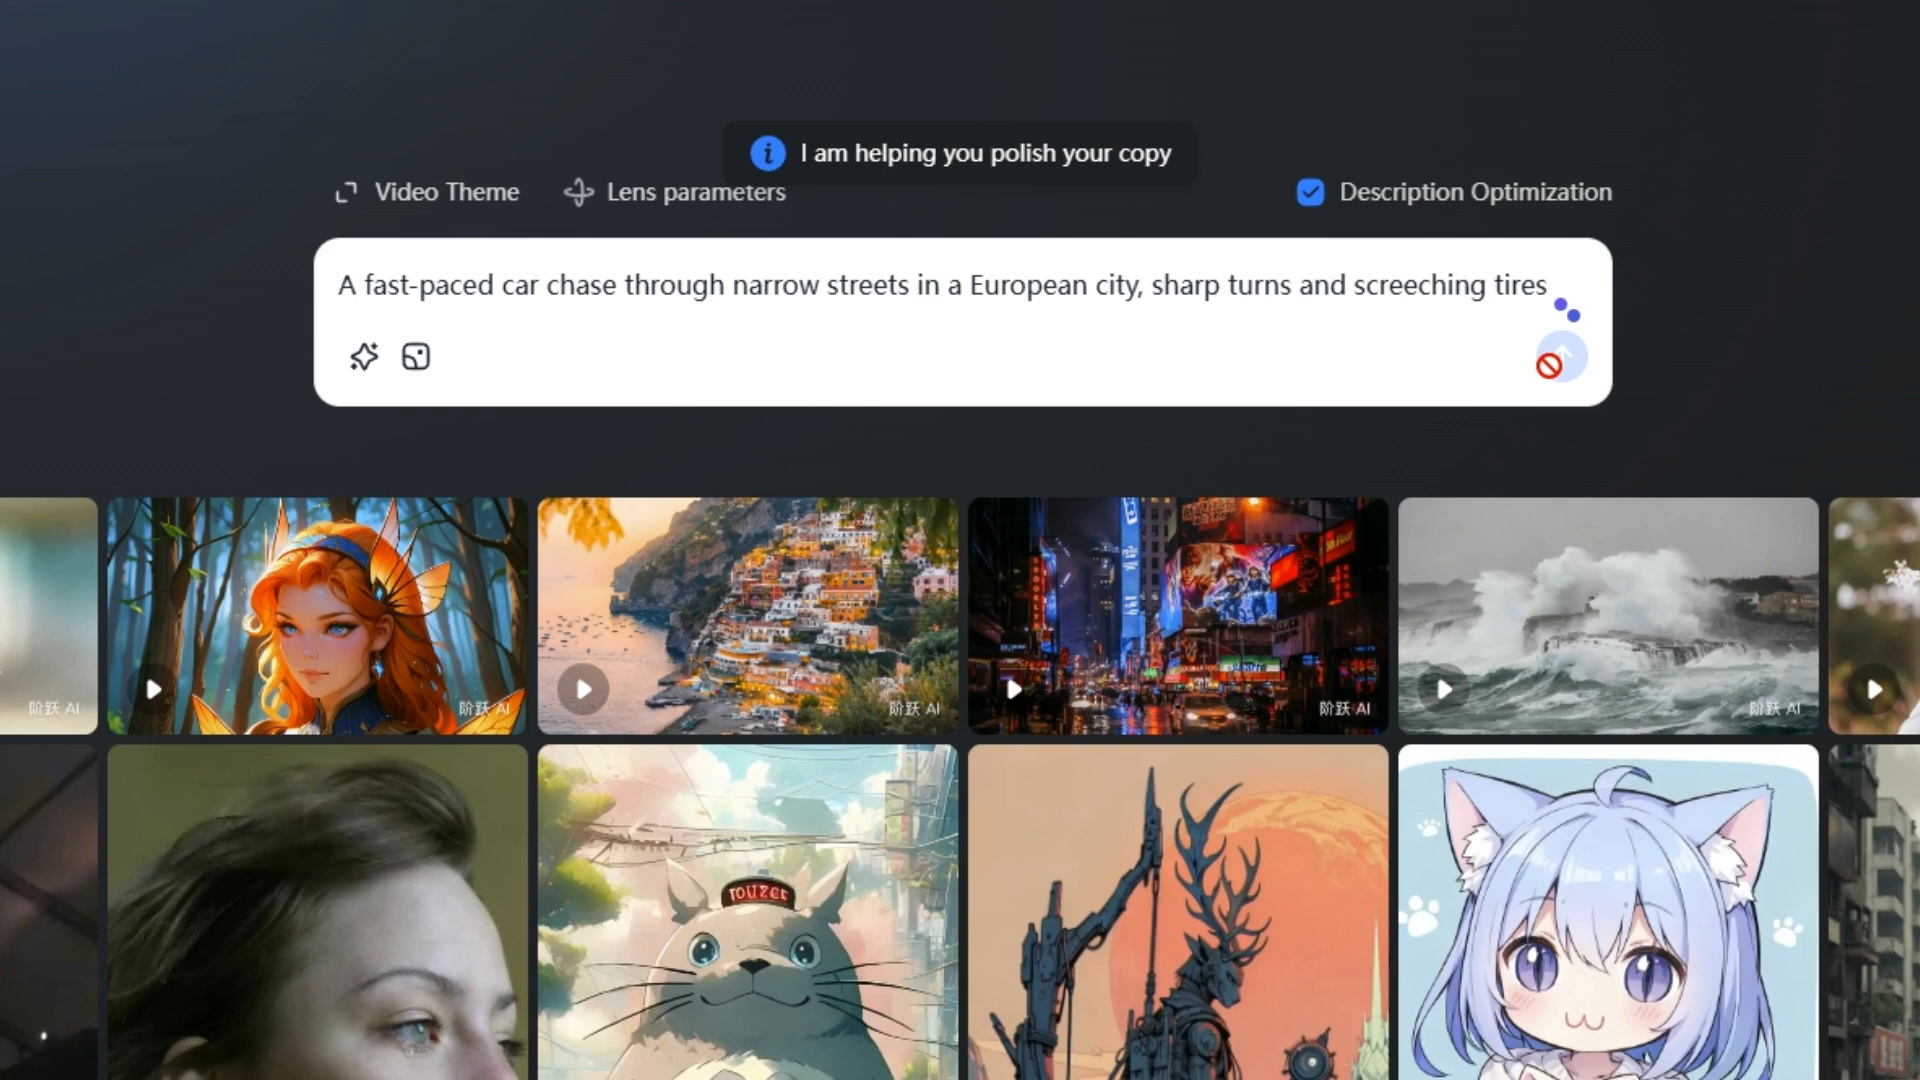 I am helping you polish your copy
Video Theme
Lens parameters
Description Optimization
A fast-paced car chase through narrow streets in a European city, sharp turns and screeching tires
阶跃 AI
阶跃 AI
阶跃 AI
阶跃 AI
阶跃 AI
TOUZER